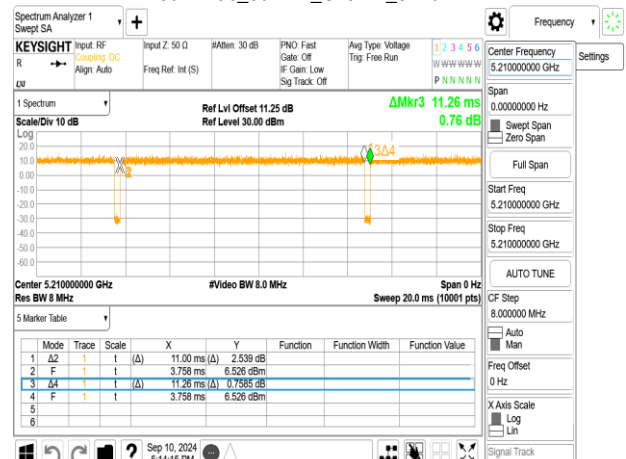 Spectrum Analyzer 1
Swept SA
+
Frequency
KEYSIGHT
Input: RF
Input Z: 50 Ω
#Atten: 30 dB
PNO: Fast
Avg Type: Voltage
1 2 3 4 5 6
R
Coupling: DC
Gate: Off
Trig: Free Run
W W W W W W
Align: Auto
Freq Ref: Int (S)
IF Gain: Low
Sig Track: Off
P N N N N N
LXI
1 Spectrum
Ref Lvl Offset 11.25 dB
ΔMkr3 11.26 ms
Scale/Div 10 dB
Ref Level 30.00 dBm
0.76 dB
Log
20.0
10.0
0.00
-10.0
-20.0
-30.0
-40.0
-50.0
-60.0
3Δ4
Center 5.210000000 GHz
#Video BW 8.0 MHz
Span 0 Hz
Res BW 8 MHz
Sweep 20.0 ms (10001 pts)
5 Marker Table
Mode Trace Scale X Y Function Function Width Function Value
1 Δ2 1 t (Δ) 11.00 ms (Δ) 2.539 dB
2 F 1 t 3.758 ms 6.526 dBm
3 Δ4 1 t (Δ) 11.26 ms (Δ) 0.7585 dB
4 F 1 t 3.758 ms 6.526 dBm
5
6
?
Sep 10, 2024
Center Frequency
5.210000000 GHz
Settings
Span
0.00000000 Hz
Swept Span
Zero Span
Full Span
Start Freq
5.210000000 GHz
Stop Freq
5.210000000 GHz
AUTO TUNE
CF Step
8.000000 MHz
Auto
Man
Freq Offset
0 Hz
X Axis Scale
Log
Lin
Signal Track